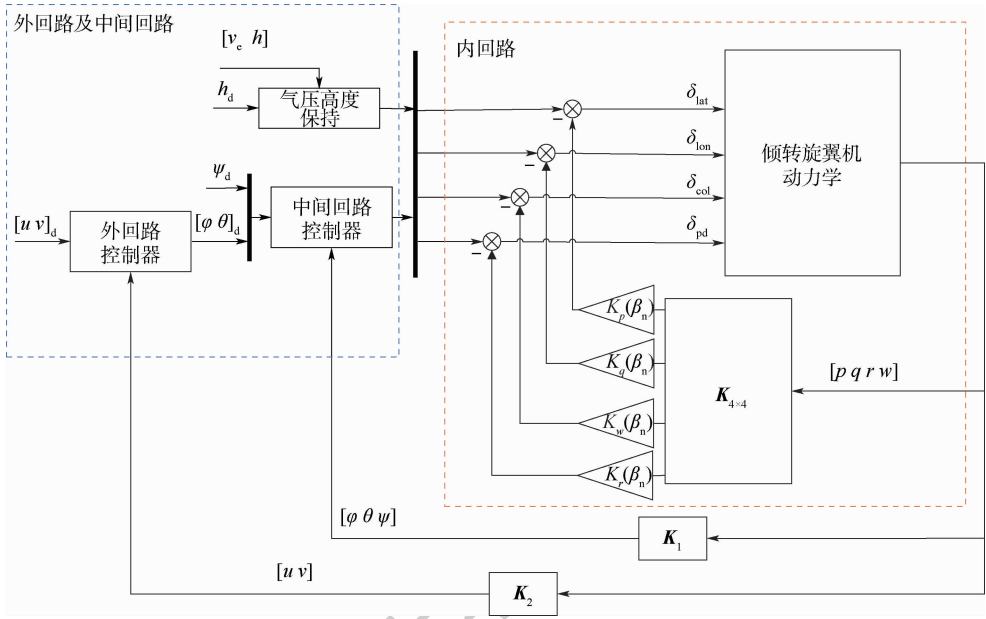 外回路及中间回路
[v_c h]
h_d
气压高度
保持
ψ_d
[u v]_d
外回路
控制器
[φ θ]_d
中间回路
控制器
内回路
δ_lat
δ_lon
δ_col
δ_pd
倾转旋翼机
动力学
K_p(β_n)
K_q(β_n)
K_w(β_n)
K_r(β_n)
K_4×4
[p q r w]
[φ θ ψ]
K_1
[u v]
K_2